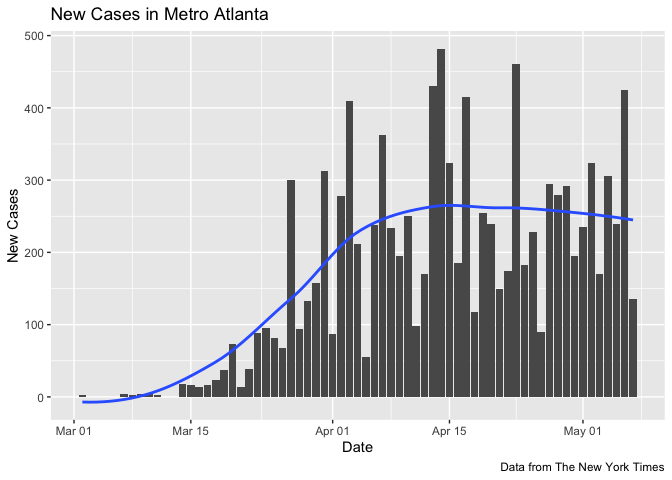 New Cases in Metro Atlanta
500
400
300
200
100
0
New Cases
Mar 01 Mar 15 Apr 01 Apr 15 May 01
Date
Data from The New York Times